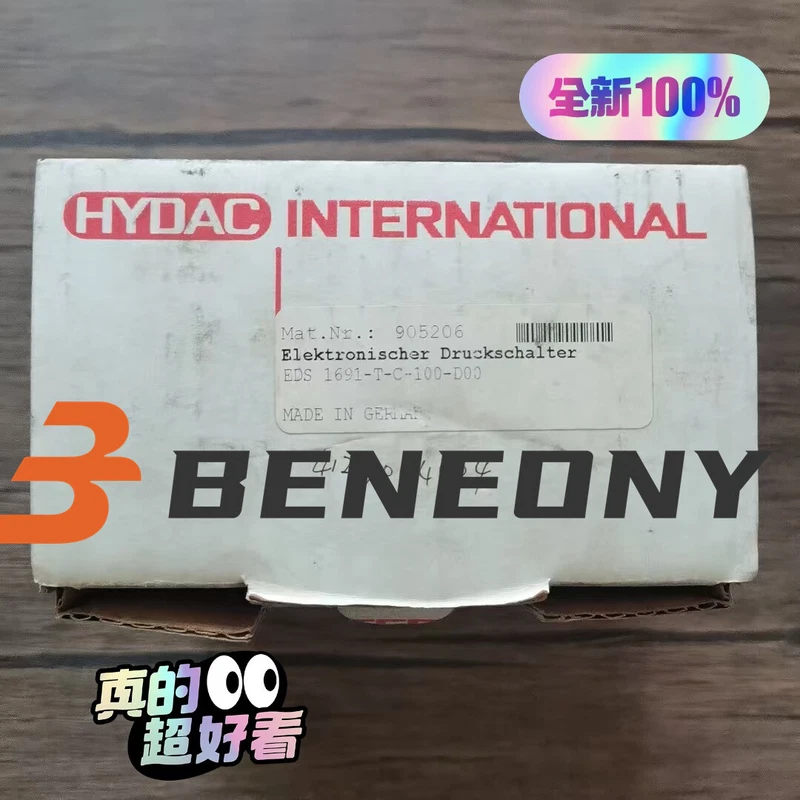 全新100%
HYDAC INTERNATIONAL
Mat.Nr.: 905206
Elektronischer Druckschalter
EDS 1691-T-C-100-D00
MADE IN
BENEONY
真的
超好看